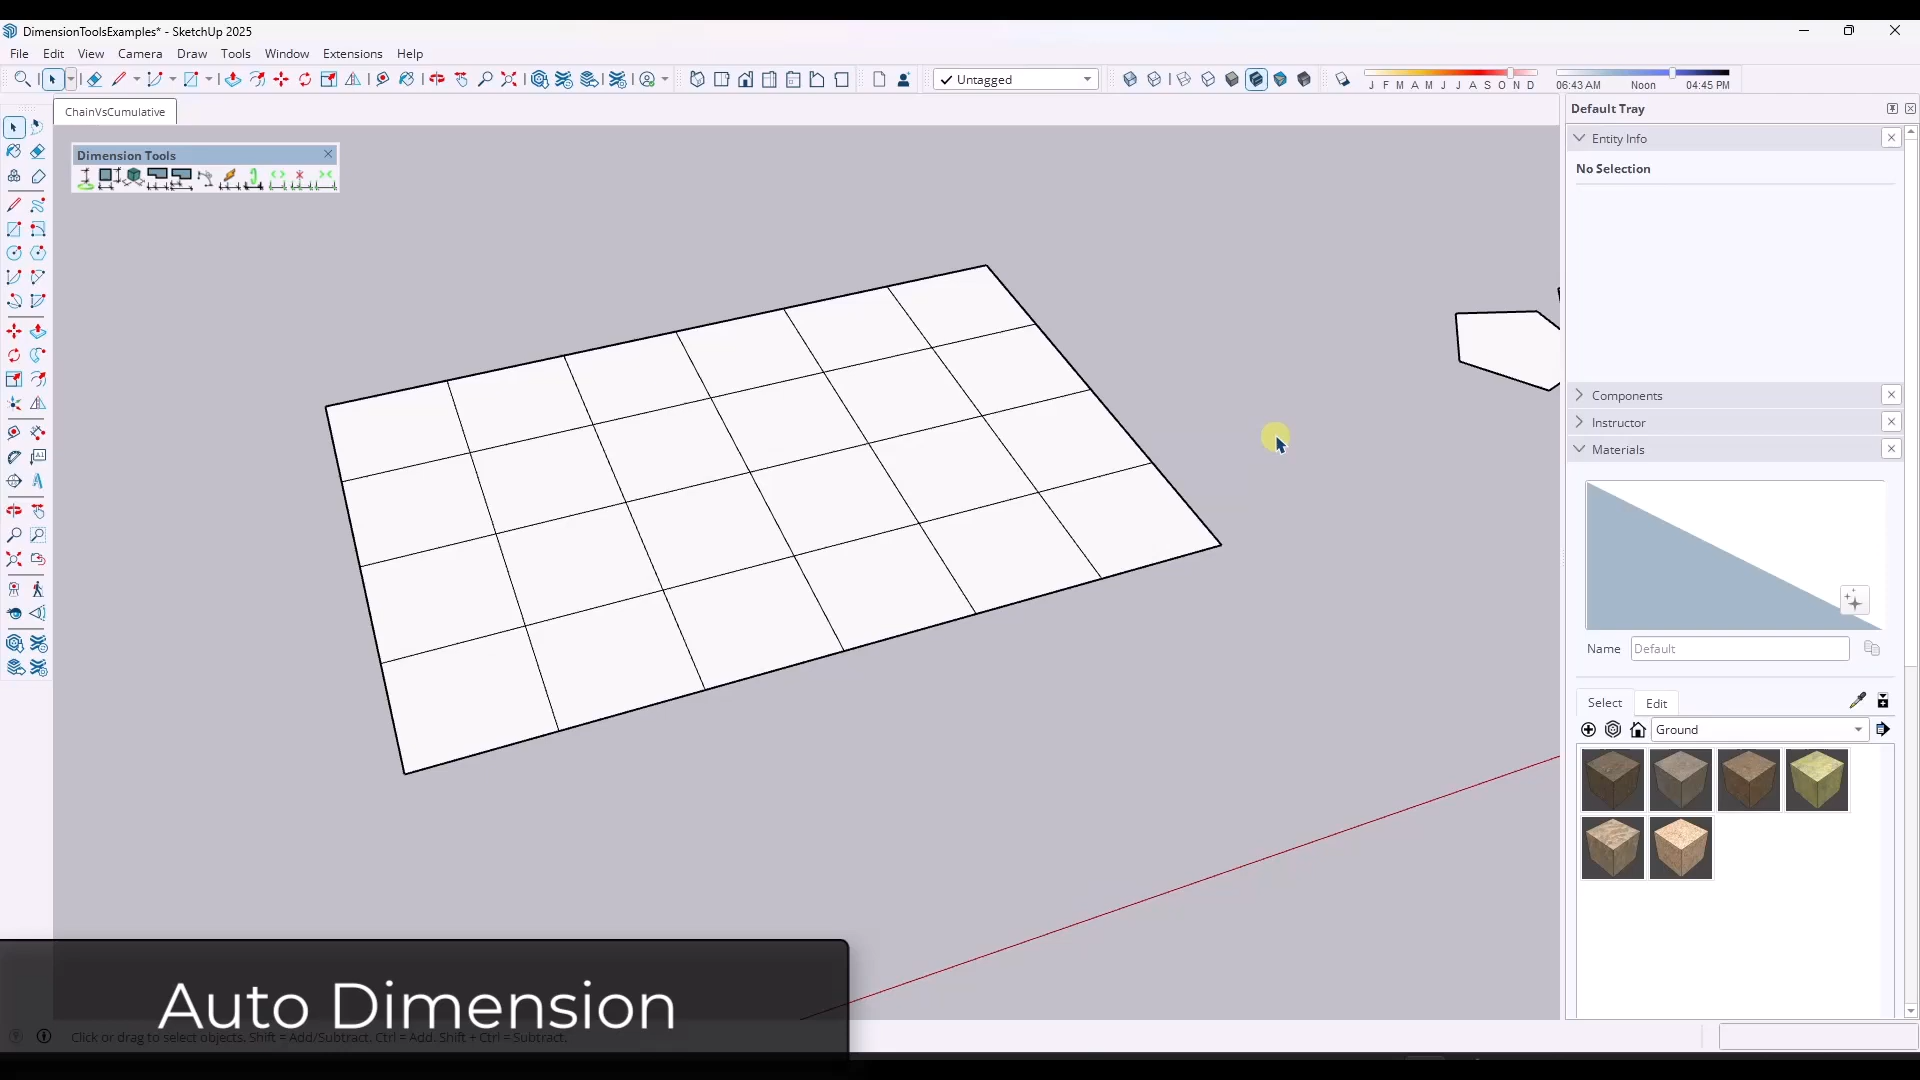 DimensionToolsExamples* - SketchUp 2025
File Edit View Camera Draw Tools Window Extensions Help
Untagged
J F M A M J J A S O N D
06:43 AM Noon 04:45 PM
ChainVsCumulative
Default Tray
Dimension Tools
Entity Info
No Selection
Components
Instructor
Materials
Name Default
Select Edit
Ground
Auto Dimension
Click or drag to select objects. Shift = Add/Subtract. Ctrl = Add. Shift + Ctrl = Subtract.